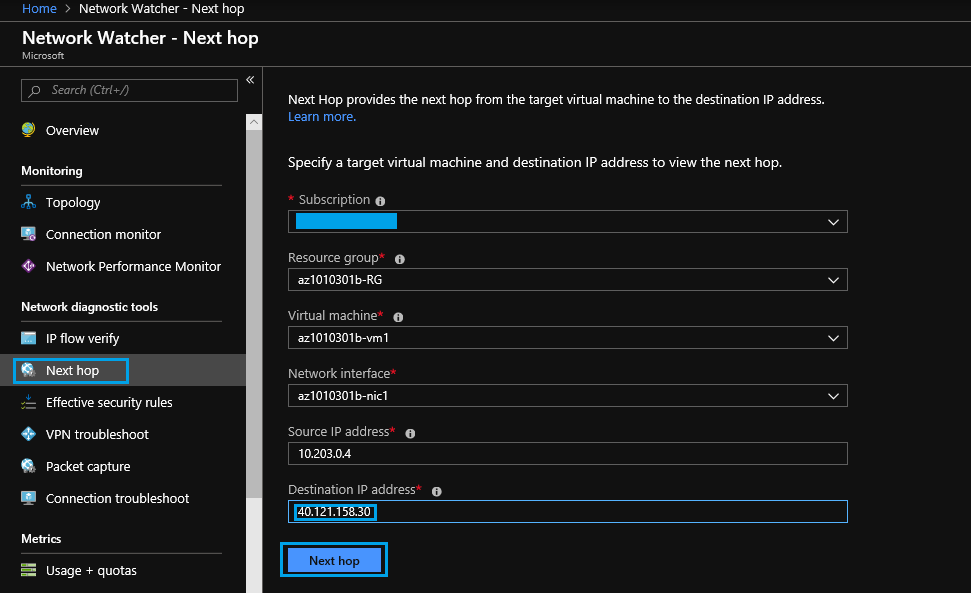 Home > Network Watcher - Next hop
Network Watcher - Next hop
Microsoft
Search (Ctrl+/)
«
Overview
Monitoring
Topology
Connection monitor
Network Performance Monitor
Network diagnostic tools
IP flow verify
Next hop
Effective security rules
VPN troubleshoot
Packet capture
Connection troubleshoot
Metrics
Usage + quotas
Next Hop provides the next hop from the target virtual machine to the destination IP address.
Learn more.
Specify a target virtual machine and destination IP address to view the next hop.
* Subscription
Resource group*
az1010301b-RG
Virtual machine*
az1010301b-vm1
Network interface*
az1010301b-nic1
Source IP address*
10.203.0.4
Destination IP address*
40.121.158.30
Next hop